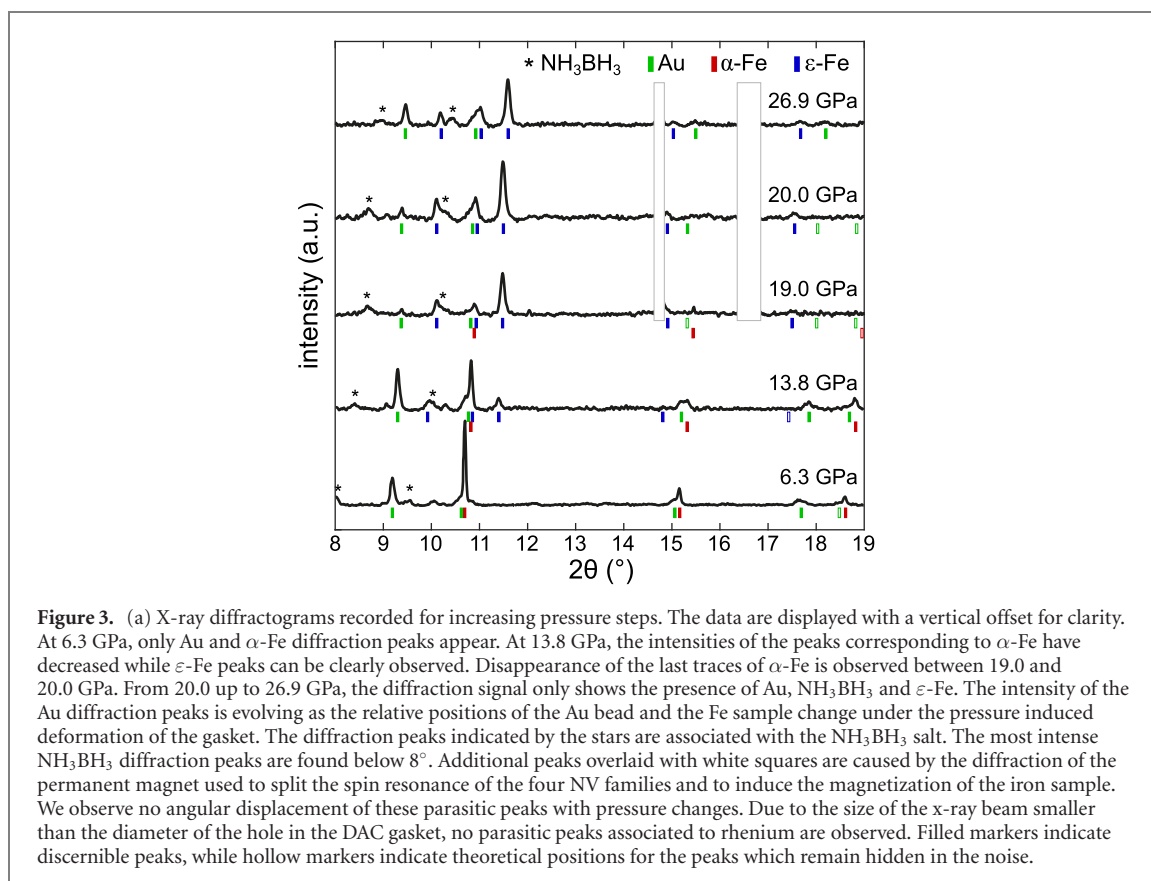 * NH₃BH₃ Au α-Fe ε-Fe
26.9 GPa
*
*
20.0 GPa
*
*
19.0 GPa
*
*
13.8 GPa
*
*
6.3 GPa
*
*
intensity (a.u.)
8 9 10 11 12 13 14 15 16 17 18 19
2θ (°)
Figure 3. (a) X-ray diffractograms recorded for increasing pressure steps. The data are displayed with a vertical offset for clarity.
At 6.3 GPa, only Au and α-Fe diffraction peaks appear. At 13.8 GPa, the intensities of the peaks corresponding to α-Fe have
decreased while ε-Fe peaks can be clearly observed. Disappearance of the last traces of α-Fe is observed between 19.0 and
20.0 GPa. From 20.0 up to 26.9 GPa, the diffraction signal only shows the presence of Au, NH₃BH₃ and ε-Fe. The intensity of the
Au diffraction peaks is evolving as the relative positions of the Au bead and the Fe sample change under the pressure induced
deformation of the gasket. The diffraction peaks indicated by the stars are associated with the NH₃BH₃ salt. The most intense
NH₃BH₃ diffraction peaks are found below 8°. Additional peaks overlaid with white squares are caused by the diffraction of the
permanent magnet used to split the spin resonance of the four NV families and to induce the magnetization of the iron sample.
We observe no angular displacement of these parasitic peaks with pressure changes. Due to the size of the x-ray beam smaller
than the diameter of the hole in the DAC gasket, no parasitic peaks associated to rhenium are observed. Filled markers indicate
discernible peaks, while hollow markers indicate theoretical positions for the peaks which remain hidden in the noise.